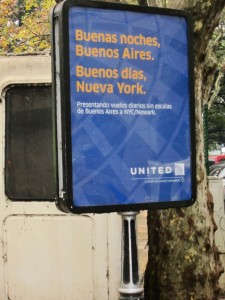 Buenas noches,
Buenos Aires.
Buenos días,
Nueva York.
Presentando vuelos diarios sin escalas
de Buenos Aires a NYC/Newark.
UNITED